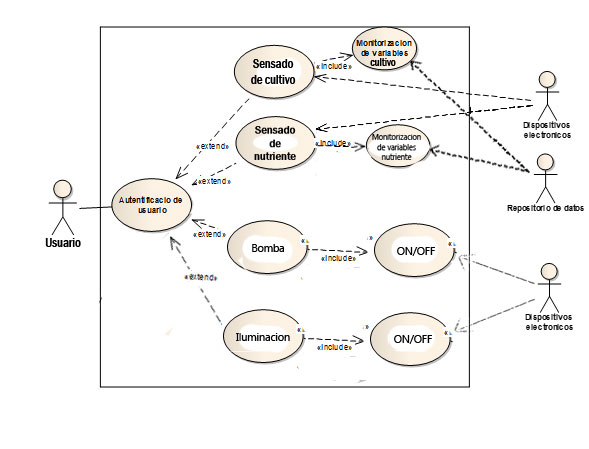 Monitorizacion
de variables
cultivo
Sensado
de cultivo
«include»
Dispositivos
electronicos
Sensado
de
nutriente
«include»
Monitorizacion
de variables
nutriente
«extend»
«extend»
Autentificacio de
usuario
Usuario
Repositorio de datos
«extend»
Bomba
«include»
ON/OFF
«extend»
Iluminacion
«include»
ON/OFF
Dispositivos
electronicos